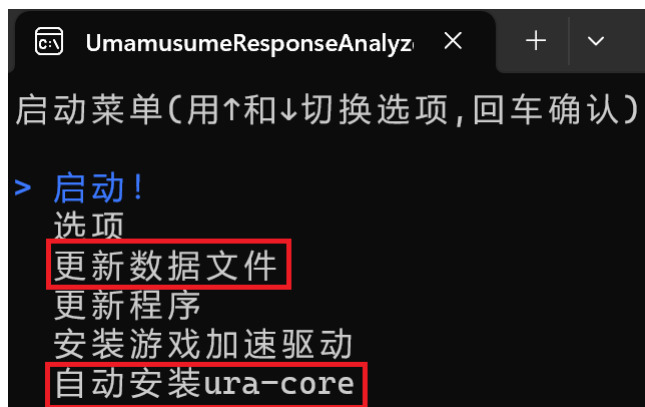 UmamusumeResponseAnalyz
启动菜单(用↑和↓切换选项,回车确认)
> 启动!
选项
更新数据文件
更新程序
安装游戏加速驱动
自动安装ura-core